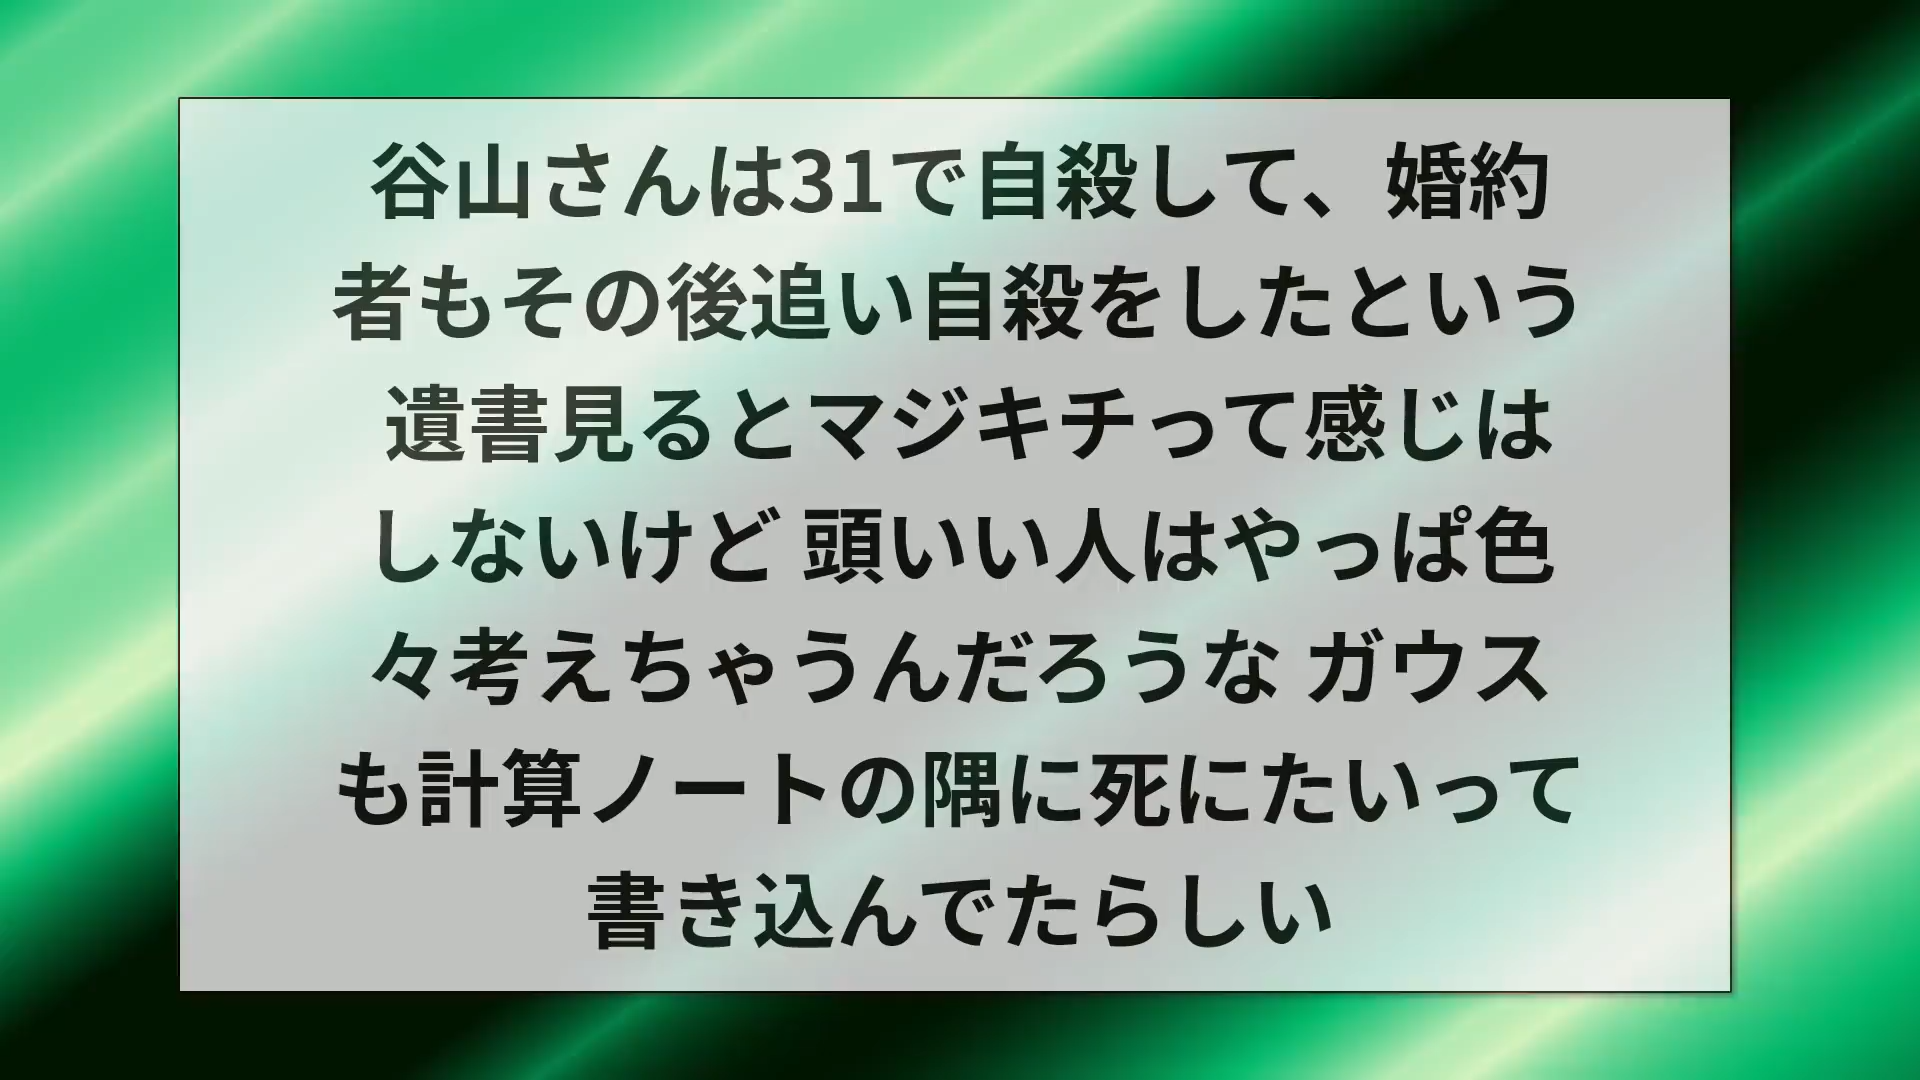 谷山さんは31で自殺して、婚約
者もその後追い自殺をしたという
遺書見るとマジキチって感じは
しないけど 頭いい人はやっぱ色
々考えちゃうんだろうな ガウス
も計算ノートの隅に死にたいって
書き込んでたらしい